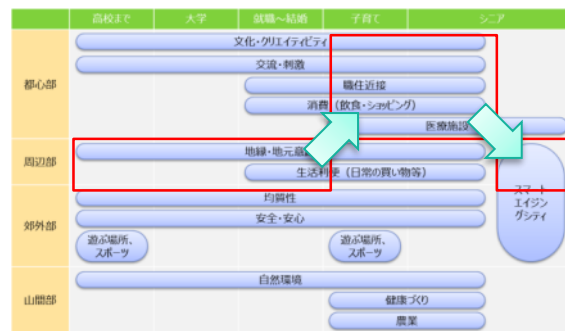 高校まで 大学 就職～結婚 子育て シニア
都心部
文化・クリエイティビティ
交流・刺激
職住近接
消費（飲食・ショッピング）
医療施設
周辺部
地縁・地元意識
生活利便（日常の買い物等）
スマート
エイジン
グシティ
郊外部
均質性
安全・安心
遊ぶ場所、
スポーツ
遊ぶ場所、
スポーツ
山間部
自然環境
健康づくり
農業